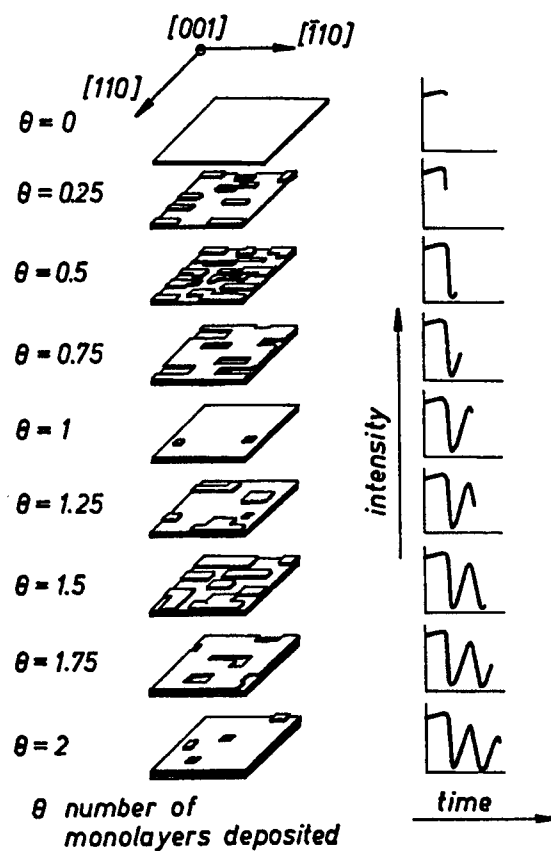 [001]
[1̄10]
[110]
θ = 0
θ = 0.25
θ = 0.5
θ = 0.75
θ = 1
θ = 1.25
θ = 1.5
θ = 1.75
θ = 2
intensity
time
θ number of
monolayers deposited